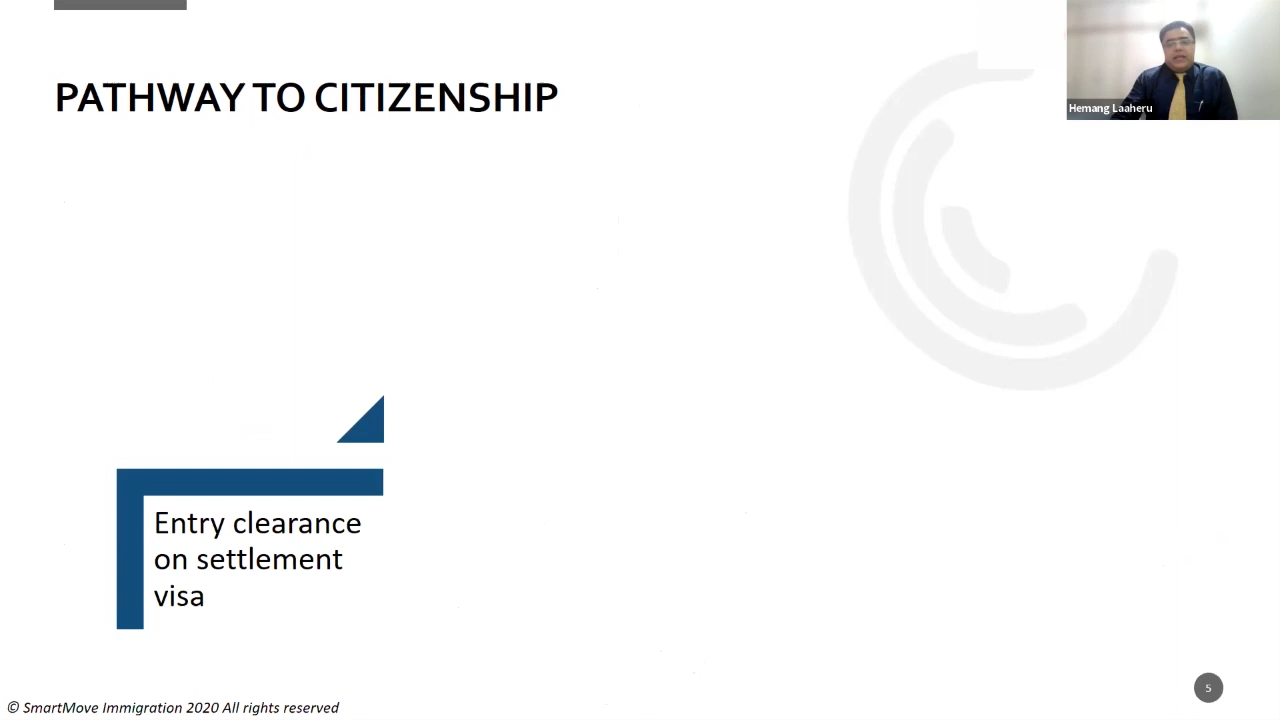 PATHWAY TO CITIZENSHIP
Hemang Laaheru
Entry clearance
on settlement
visa
5
© SmartMove Immigration 2020 All rights reserved